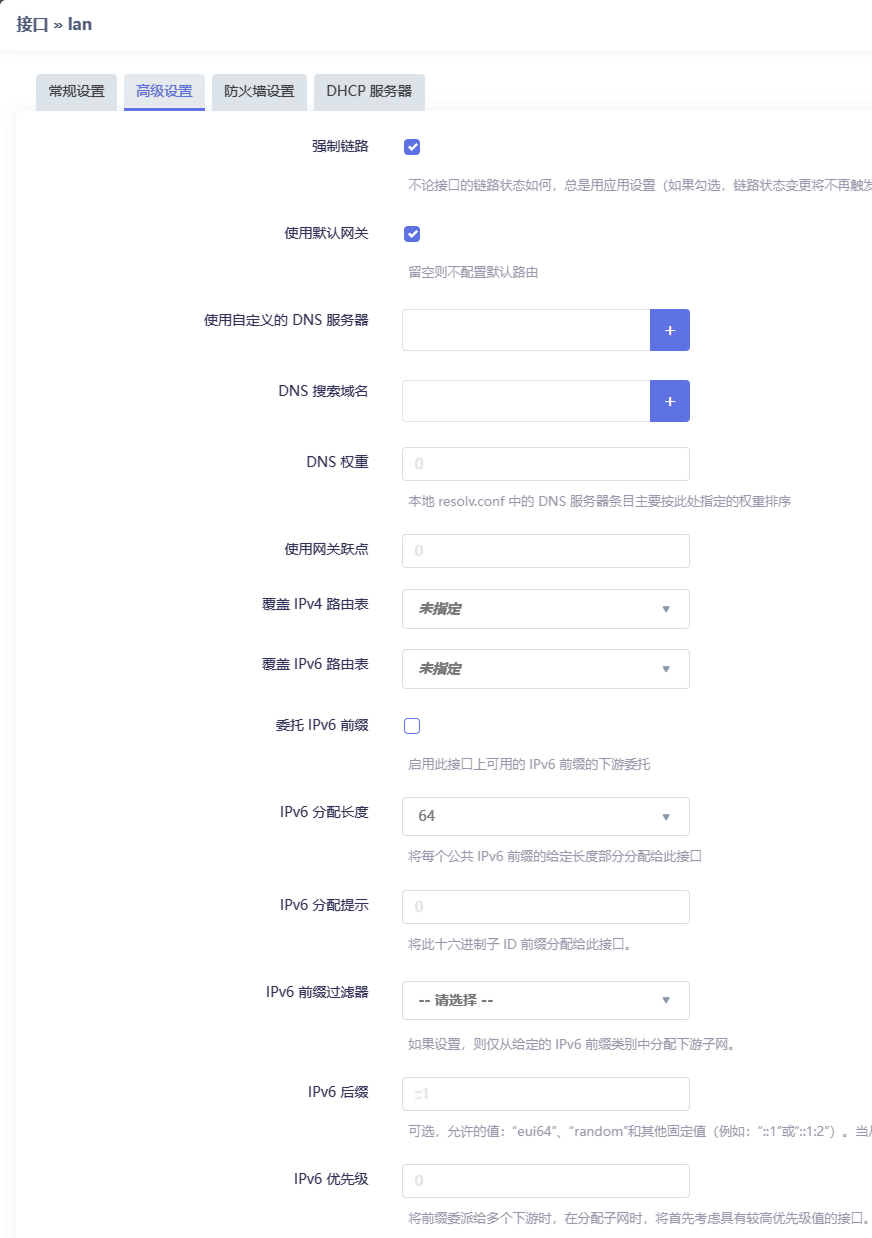 接口 » lan
常规设置 高级设置 防火墙设置 DHCP 服务器
强制链路
不论接口的链路状态如何，总是用应用设置（如果勾选，链路状态变更将不再触发
使用默认网关
留空则不配置默认路由
使用自定义的 DNS 服务器 +
DNS 搜索域名 +
DNS 权重 0
本地 resolv.conf 中的 DNS 服务器条目主要按此处指定的权重排序
使用网关跃点 0
覆盖 IPv4 路由表 未指定
覆盖 IPv6 路由表 未指定
委托 IPv6 前缀
启用此接口上可用的 IPv6 前缀的下游委托
IPv6 分配长度 64
将每个公共 IPv6 前缀的给定长度部分分配给此接口
IPv6 分配提示 0
将此十六进制子 ID 前缀分配给此接口。
IPv6 前缀过滤器 -- 请选择 --
如果设置，则仅从给定的 IPv6 前缀类别中分配下游子网。
IPv6 后缀 ::1
可选，允许的值：“eui64”、“random”和其他固定值（例如：“::1”或“::1:2”）。当从
IPv6 优先级 0
将前缀委派给多个下游时，在分配子网时，将首先考虑具有较高优先级值的接口。